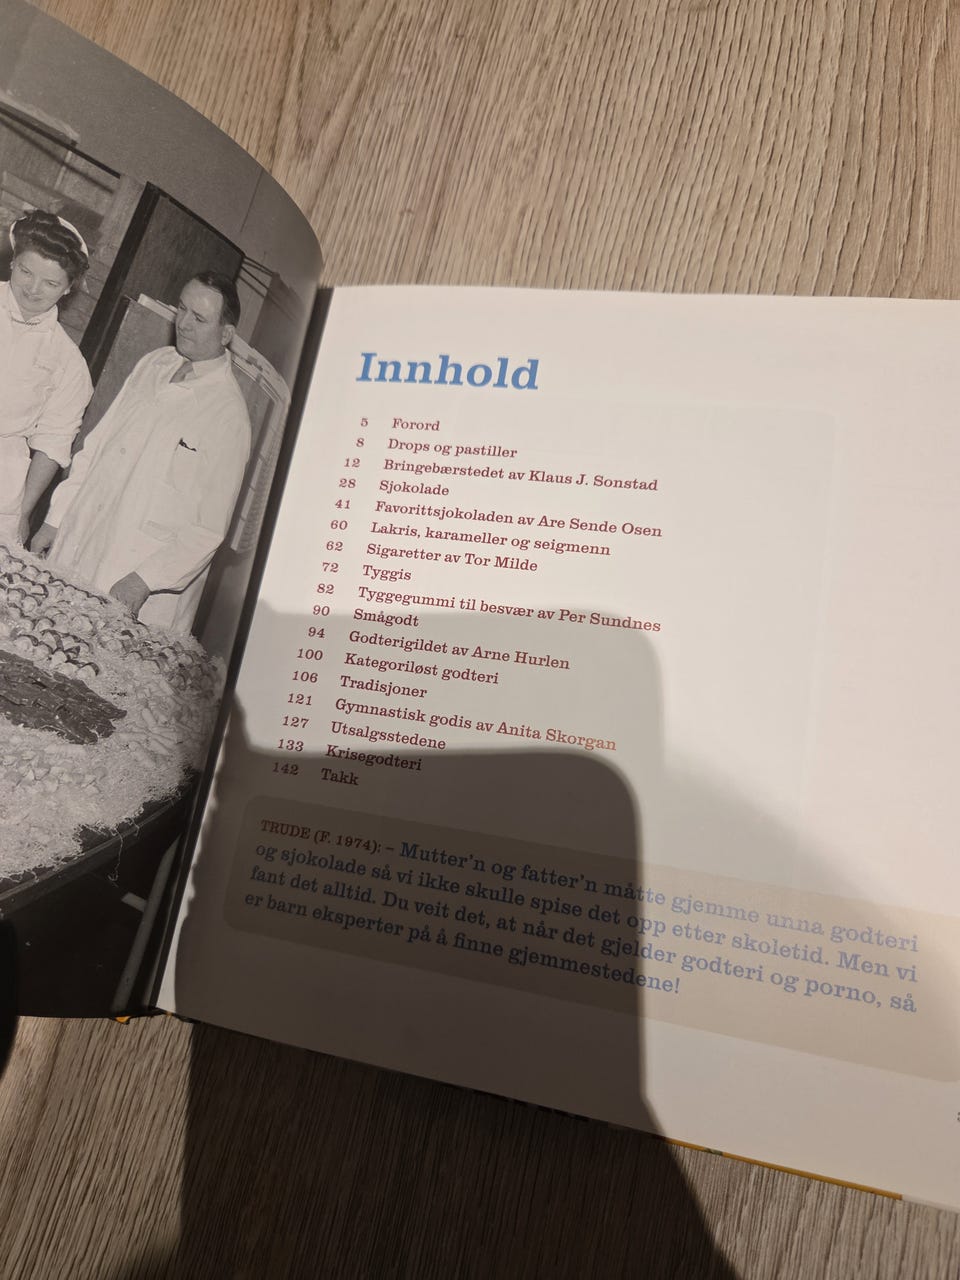 Innhold
5 Forord
8 Drops og pastiller
12 Bringebærstedet av Klaus J. Sonstad
28 Sjokolade
41 Favorittsjokoladen av Are Sende Osen
60 Lakris, karameller og seigmenn
62 Sigaretter av Tor Milde
72 Tyggis
82 Tyggegummi til besvær av Per Sundnes
90 Smågodt
94 Godterigildet av Arne Hurlen
100 Kategoriløst godteri
106 Tradisjoner
121 Gymnastisk godis av Anita Skorgan
127 Utsalgsstedene
133 Krisegodteri
142 Takk
TRUDE (F. 1974): – Mutter'n og fatter'n måtte gjemme unna godteri
og sjokolade så vi ikke skulle spise det opp etter skoletid. Men vi
fant det alltid. Du veit det, at når det gjelder godteri og porno, så
er barn eksperter på å finne gjemmestedene!